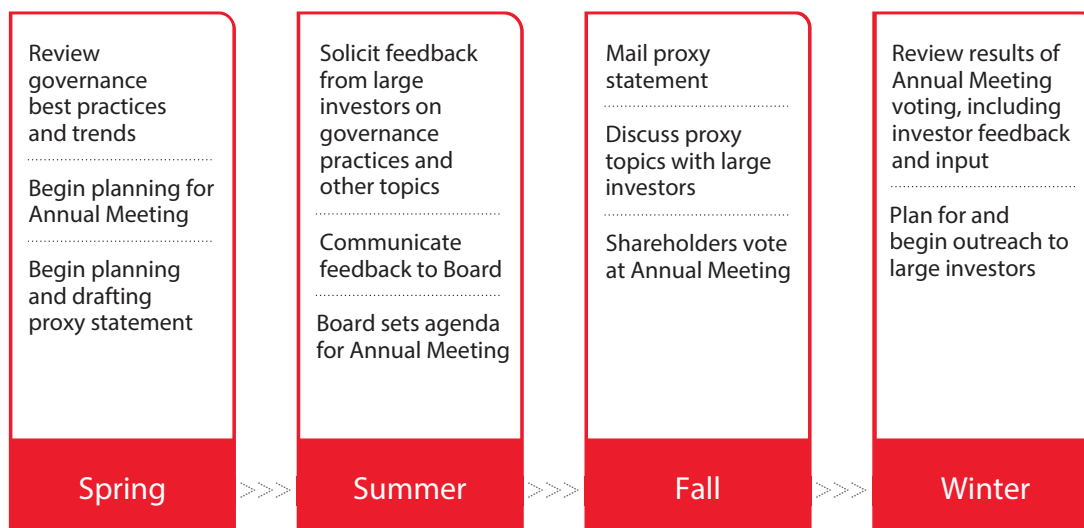 Review
governance
best practices
and trends
Begin planning for
Annual Meeting
Begin planning
and drafting
proxy statement
Spring
>>>
Solicit feedback
from large
investors on
governance
practices and
other topics
Communicate
feedback to Board
Board sets agenda
for Annual Meeting
Summer
>>>
Mail proxy
statement
Discuss proxy
topics with large
investors
Shareholders vote
at Annual Meeting
Fall
>>>
Review results of
Annual Meeting
voting, including
investor feedback
and input
Plan for and
begin outreach to
large investors
Winter